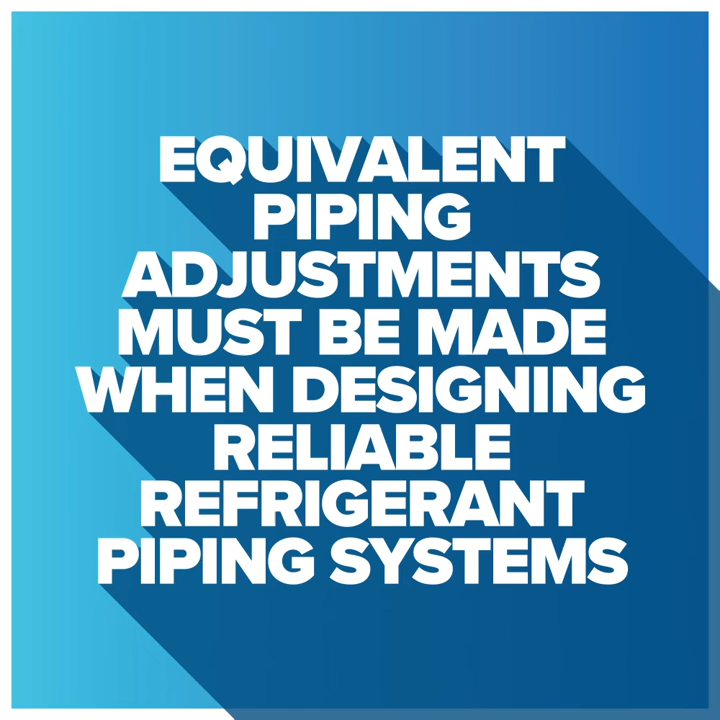 EQUIVALENT
PIPING
ADJUSTMENTS
MUST BE MADE
WHEN DESIGNING
RELIABLE
REFRIGERANT
PIPING SYSTEMS